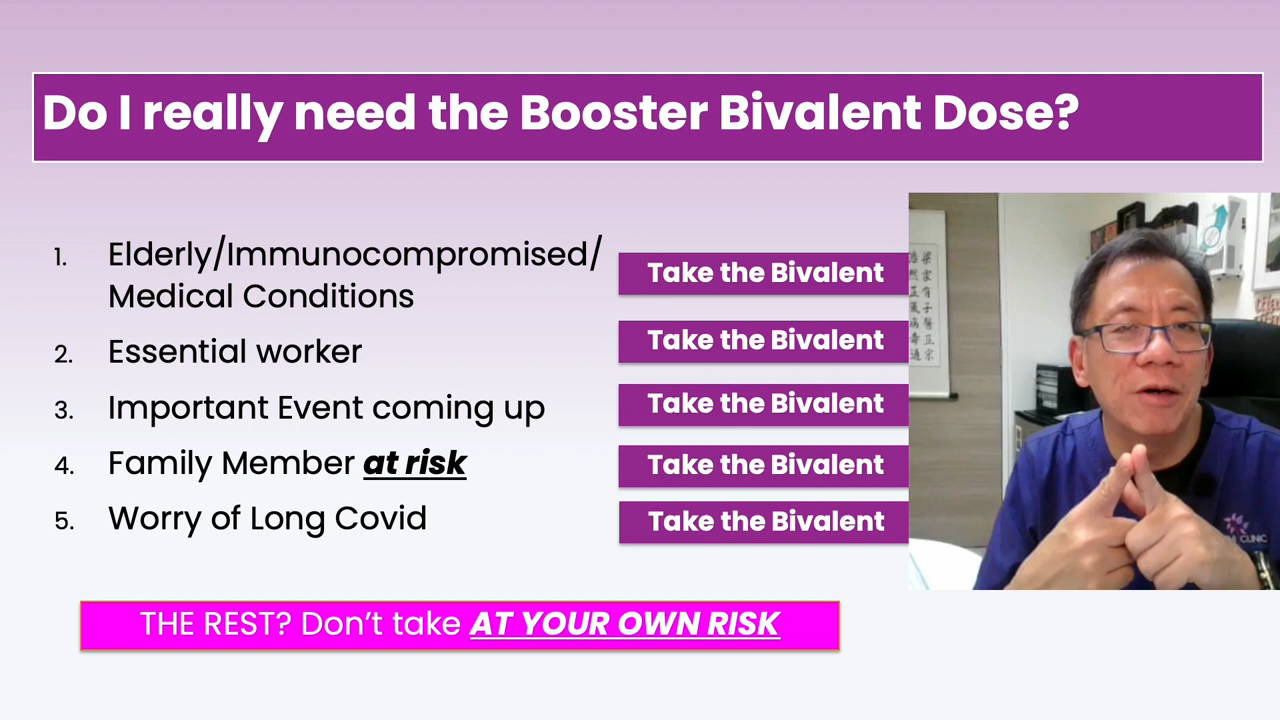 Do I really need the Booster Bivalent Dose?
1. Elderly/Immunocompromised/
Medical Conditions
Take the Bivalent
2. Essential worker
Take the Bivalent
3. Important Event coming up
Take the Bivalent
4. Family Member at risk
Take the Bivalent
5. Worry of Long Covid
Take the Bivalent
THE REST? Don’t take AT YOUR OWN RISK
CLINIC